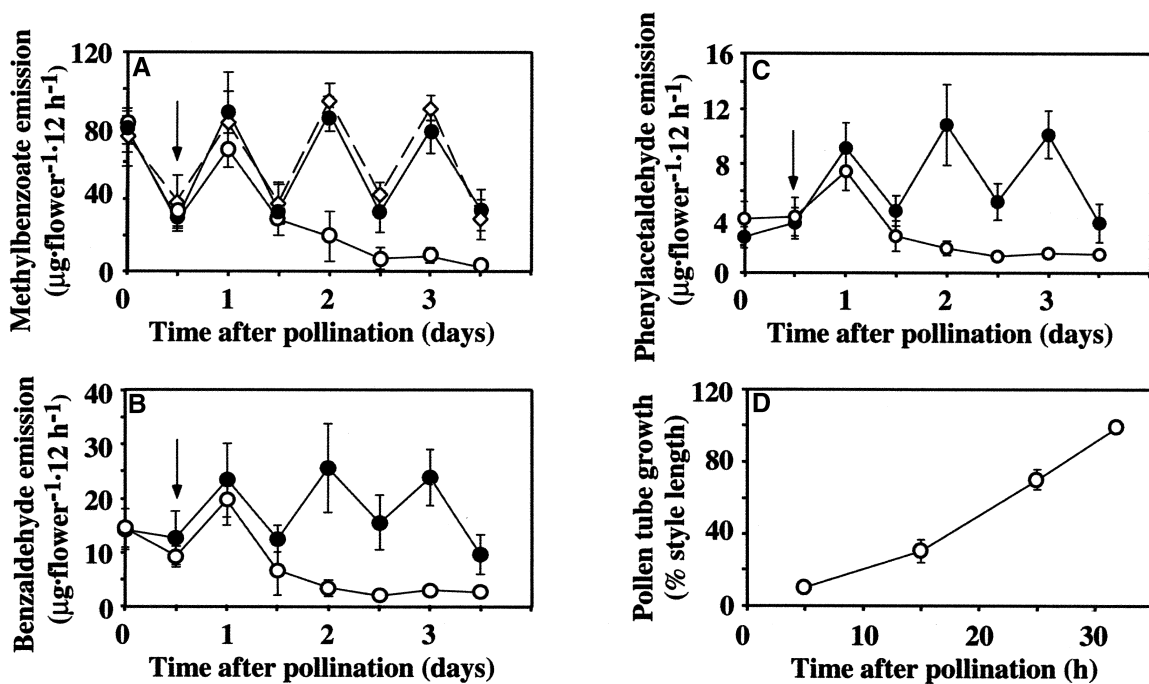 Methylbenzoate emission
(µg·flower⁻¹·12 h⁻¹)
120
80
40
0
A
0 1 2 3
Time after pollination (days)
Phenylacetaldehyde emission
(µg·flower⁻¹·12 h⁻¹)
16
12
8
4
0
C
0 1 2 3
Time after pollination (days)
Benzaldehyde emission
(µg·flower⁻¹·12 h⁻¹)
40
30
20
10
0
B
0 1 2 3
Time after pollination (days)
Pollen tube growth
(% style length)
120
80
40
0
D
0 10 20 30
Time after pollination (h)